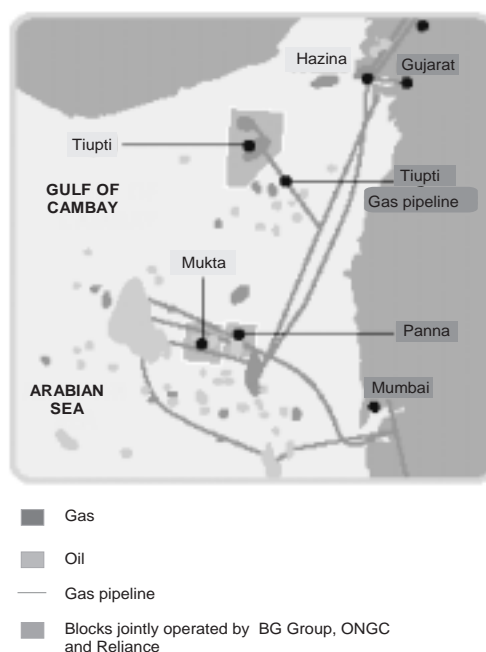 Hazina
Gujarat
Tiupti
GULF OF
CAMBAY
Tiupti
Gas pipeline
Mukta
Panna
ARABIAN
SEA
Mumbai
Gas
Oil
Gas pipeline
Blocks jointly operated by BG Group, ONGC
and Reliance